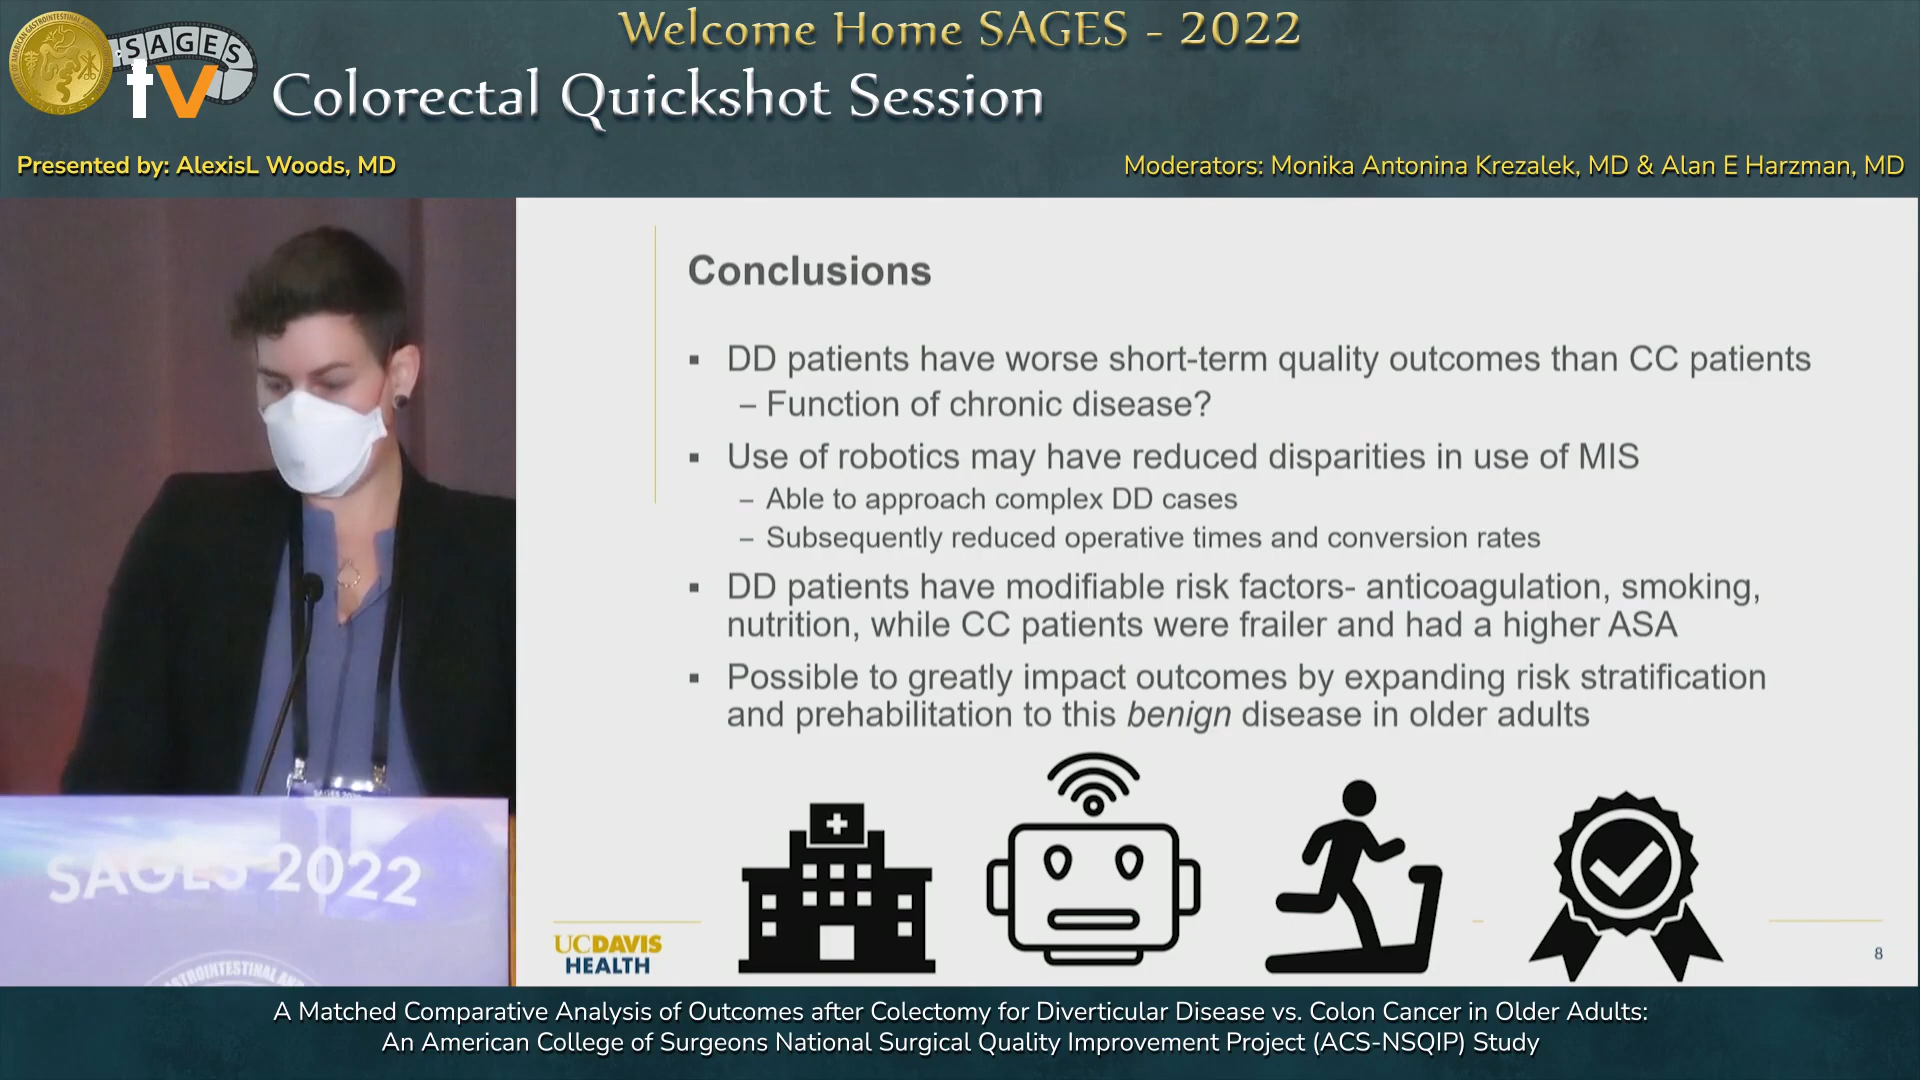 Welcome Home SAGES - 2022
SAGES
tv
Colorectal Quickshot Session
Presented by: AlexisL Woods, MD
Moderators: Monika Antonina Krezalek, MD & Alan E Harzman, MD
Conclusions
▪ DD patients have worse short-term quality outcomes than CC patients
– Function of chronic disease?
▪ Use of robotics may have reduced disparities in use of MIS
– Able to approach complex DD cases
– Subsequently reduced operative times and conversion rates
▪ DD patients have modifiable risk factors- anticoagulation, smoking,
nutrition, while CC patients were frailer and had a higher ASA
▪ Possible to greatly impact outcomes by expanding risk stratification
and prehabilitation to this benign disease in older adults
SAGES 2022
UCDAVIS
HEALTH
8
A Matched Comparative Analysis of Outcomes after Colectomy for Diverticular Disease vs. Colon Cancer in Older Adults:
An American College of Surgeons National Surgical Quality Improvement Project (ACS-NSQIP) Study